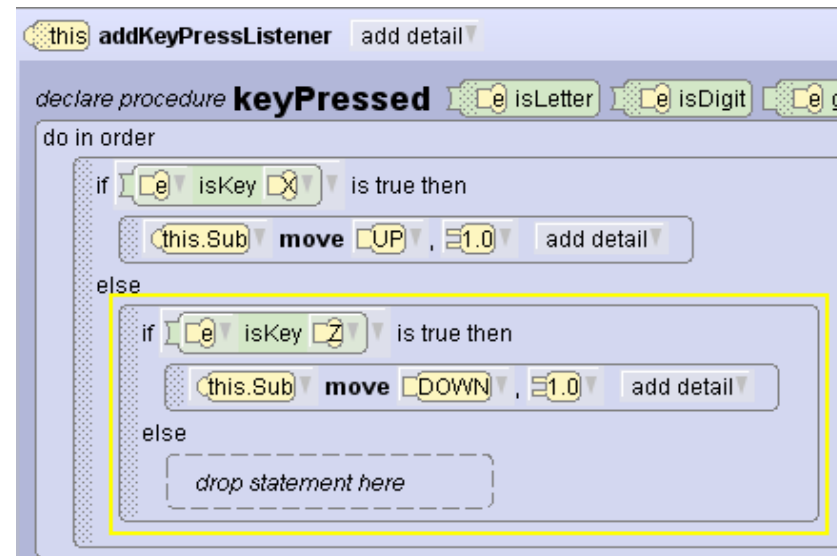 this addKeyPressListener add detail
declare procedure keyPressed e isLetter e isDigit e
do in order
if e isKey X is true then
this.Sub move UP , 1.0 add detail
else
if e isKey Z is true then
this.Sub move DOWN , 1.0 add detail
else
drop statement here